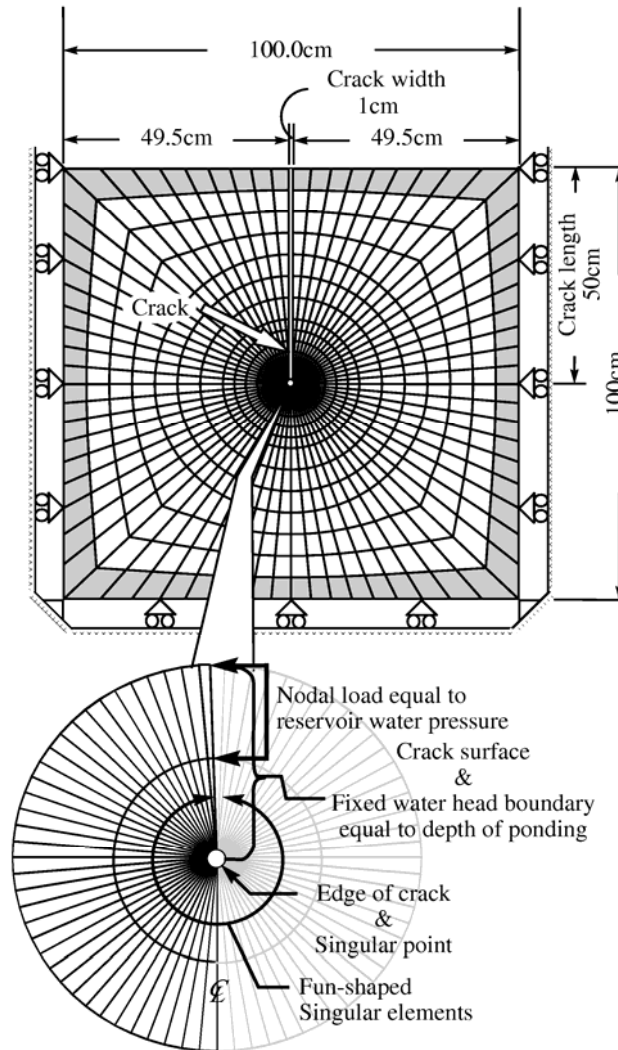 100.0cm
Crack width
1cm
49.5cm
49.5cm
Crack length
50cm
100cm
Crack
Nodal load equal to
reservoir water pressure
Crack surface
&
Fixed water head boundary
equal to depth of ponding
Edge of crack
&
Singular point
℄
Fun-shaped
Singular elements